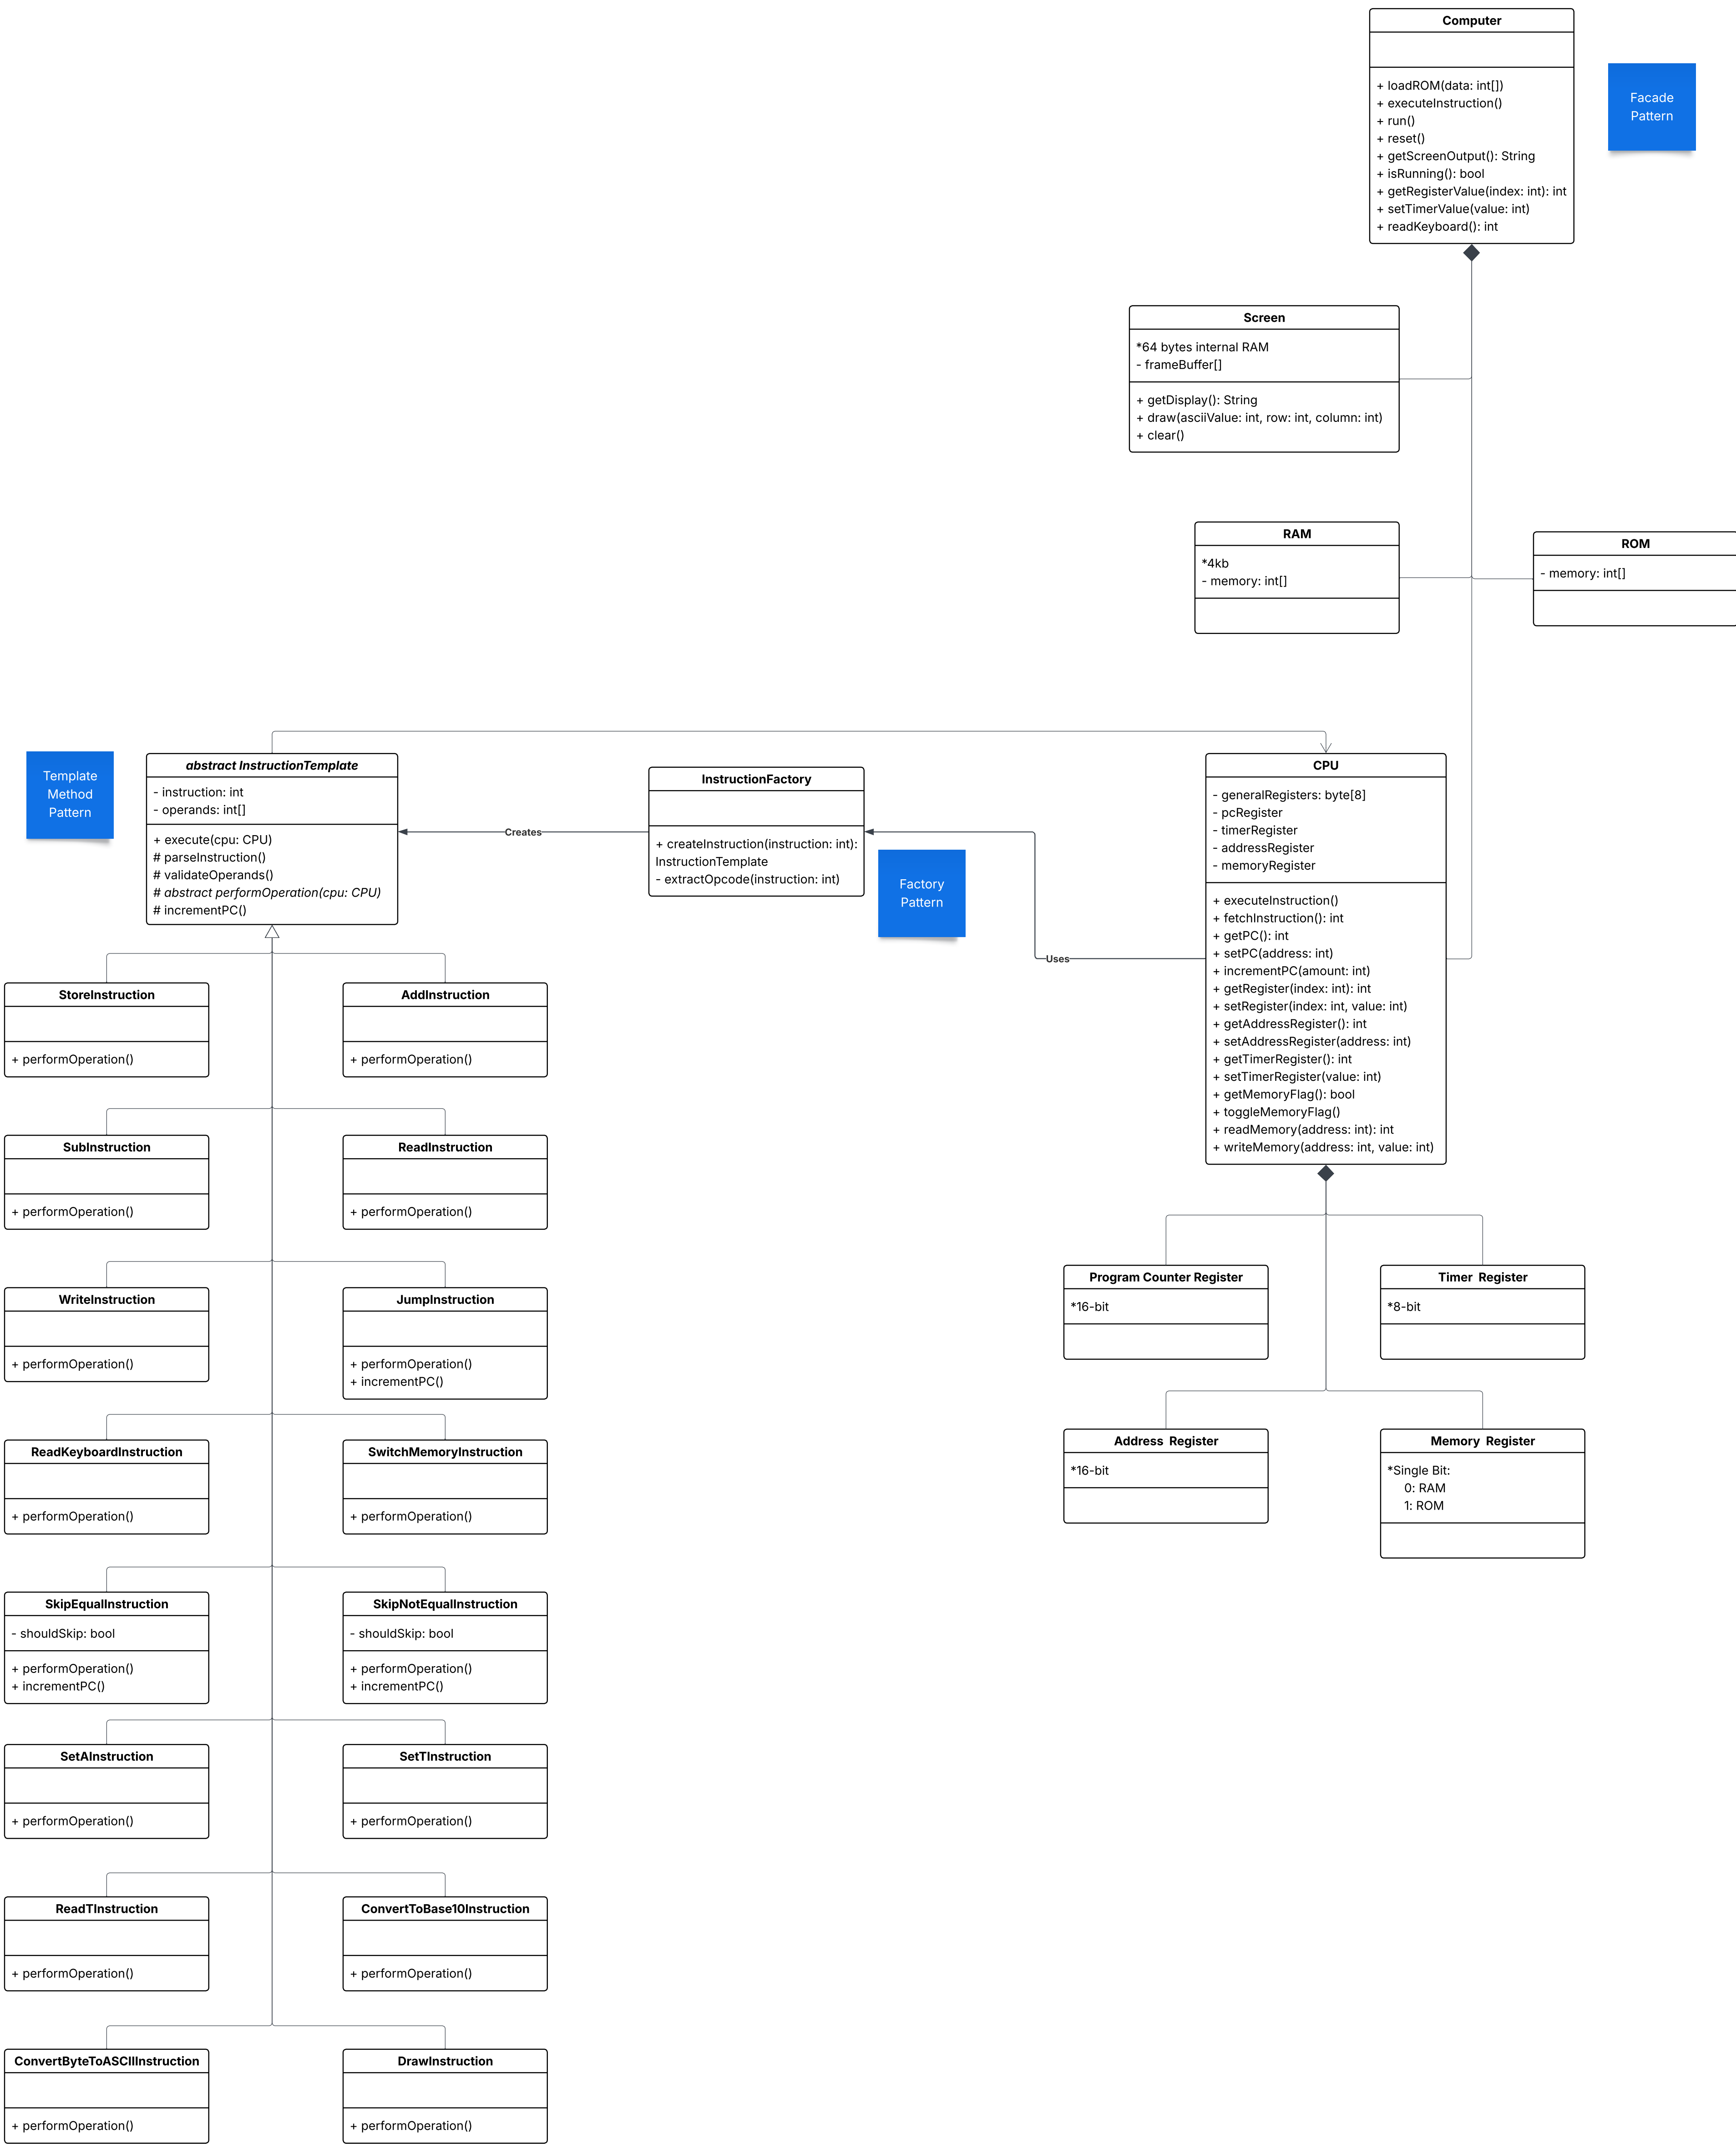 Computer
+ loadROM(data: int[])
+ executeInstruction()
+ run()
+ reset()
+ getScreenOutput(): String
+ isRunning(): bool
+ getRegisterValue(index: int): int
+ setTimerValue(value: int)
+ readKeyboard(): int
Facade
Pattern
Screen
*64 bytes internal RAM
- frameBuffer[]
+ getDisplay(): String
+ draw(asciiValue: int, row: int, column: int)
+ clear()
RAM
*4kb
- memory: int[]
ROM
- memory: int[]
Template
Method
Pattern
abstract InstructionTemplate
- instruction: int
- operands: int[]
+ execute(cpu: CPU)
# parseInstruction()
# validateOperands()
# abstract performOperation(cpu: CPU)
# incrementPC()
Creates
InstructionFactory
+ createInstruction(instruction: int):
InstructionTemplate
- extractOpcode(instruction: int)
Factory
Pattern
Uses
CPU
- generalRegisters: byte[8]
- pcRegister
- timerRegister
- addressRegister
- memoryRegister
+ executeInstruction()
+ fetchInstruction(): int
+ getPC(): int
+ setPC(address: int)
+ incrementPC(amount: int)
+ getRegister(index: int): int
+ setRegister(index: int, value: int)
+ getAddressRegister(): int
+ setAddressRegister(address: int)
+ getTimerRegister(): int
+ setTimerRegister(value: int)
+ getMemoryFlag(): bool
+ toggleMemoryFlag()
+ readMemory(address: int): int
+ writeMemory(address: int, value: int)
StoreInstruction
+ performOperation()
AddInstruction
+ performOperation()
SubInstruction
+ performOperation()
ReadInstruction
+ performOperation()
WriteInstruction
+ performOperation()
JumpInstruction
+ performOperation()
+ incrementPC()
ReadKeyboardInstruction
+ performOperation()
SwitchMemoryInstruction
+ performOperation()
SkipEqualInstruction
- shouldSkip: bool
+ performOperation()
+ incrementPC()
SkipNotEqualInstruction
- shouldSkip: bool
+ performOperation()
+ incrementPC()
SetAInstruction
+ performOperation()
SetTInstruction
+ performOperation()
ReadTInstruction
+ performOperation()
ConvertToBase10Instruction
+ performOperation()
ConvertByteToASCIIInstruction
+ performOperation()
DrawInstruction
+ performOperation()
Program Counter Register
*16-bit
Timer Register
*8-bit
Address Register
*16-bit
Memory Register
*Single Bit:
0: RAM
1: ROM